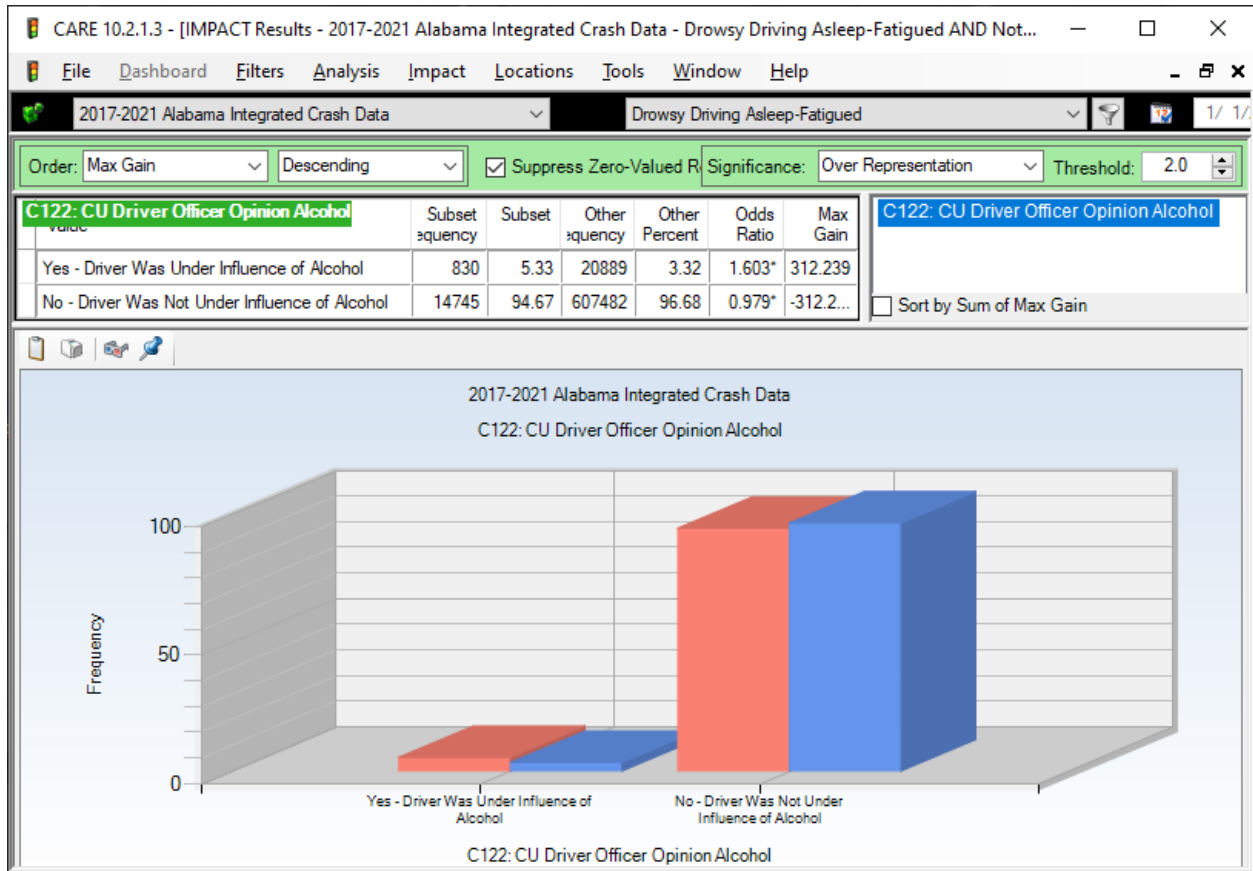 CARE 10.2.1.3 - [IMPACT Results - 2017-2021 Alabama Integrated Crash Data - Drowsy Driving Asleep-Fatigued AND Not...
File Dashboard Filters Analysis Impact Locations Tools Window Help
2017-2021 Alabama Integrated Crash Data Drowsy Driving Asleep-Fatigued 12 1/ 1/
Order: Max Gain Descending Suppress Zero-Valued R Significance: Over Representation Threshold: 2.0
C122: CU Driver Officer Opinion Alcohol Subset Subset Other Other Odds Max C122: CU Driver Officer Opinion Alcohol
Value equency equency Percent Ratio Gain
Yes - Driver Was Under Influence of Alcohol 830 5.33 20889 3.32 1.603* 312.239
No - Driver Was Not Under Influence of Alcohol 14745 94.67 607482 96.68 0.979* -312.2... Sort by Sum of Max Gain
2017-2021 Alabama Integrated Crash Data
C122: CU Driver Officer Opinion Alcohol
100
50
0
Frequency
Yes - Driver Was Under Influence of No - Driver Was Not Under
Alcohol Influence of Alcohol
C122: CU Driver Officer Opinion Alcohol